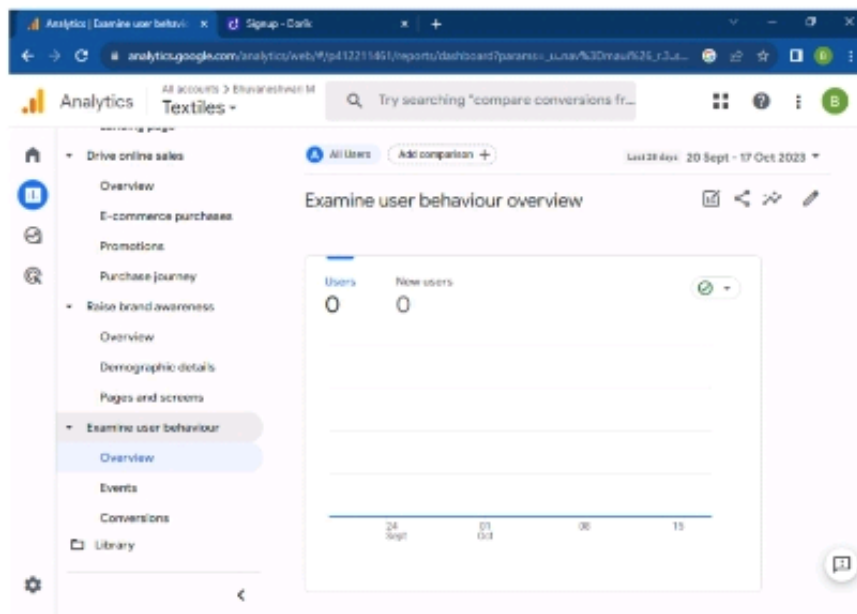 Analytics | Examine user behavi
Signup - Dorik
analytics.google.com/analytics/web/#/p412211461/reports/dashboard?params=_u..nav%3Dmaui%26_r.3..s...
Analytics
All accounts > Bhuvaneshwari M
Textiles
Try searching "compare conversions fr...
B
Landing page
Drive online sales
Overview
E-commerce purchases
Promotions
Purchase journey
Raise brand awareness
Overview
Demographic details
Pages and screens
Examine user behaviour
Overview
Events
Conversions
Library
A All Users
Add comparison +
Last 28 days 20 Sept - 17 Oct 2023
Examine user behaviour overview
Users
0
New users
0
24
Sept
01
Oct
08
15